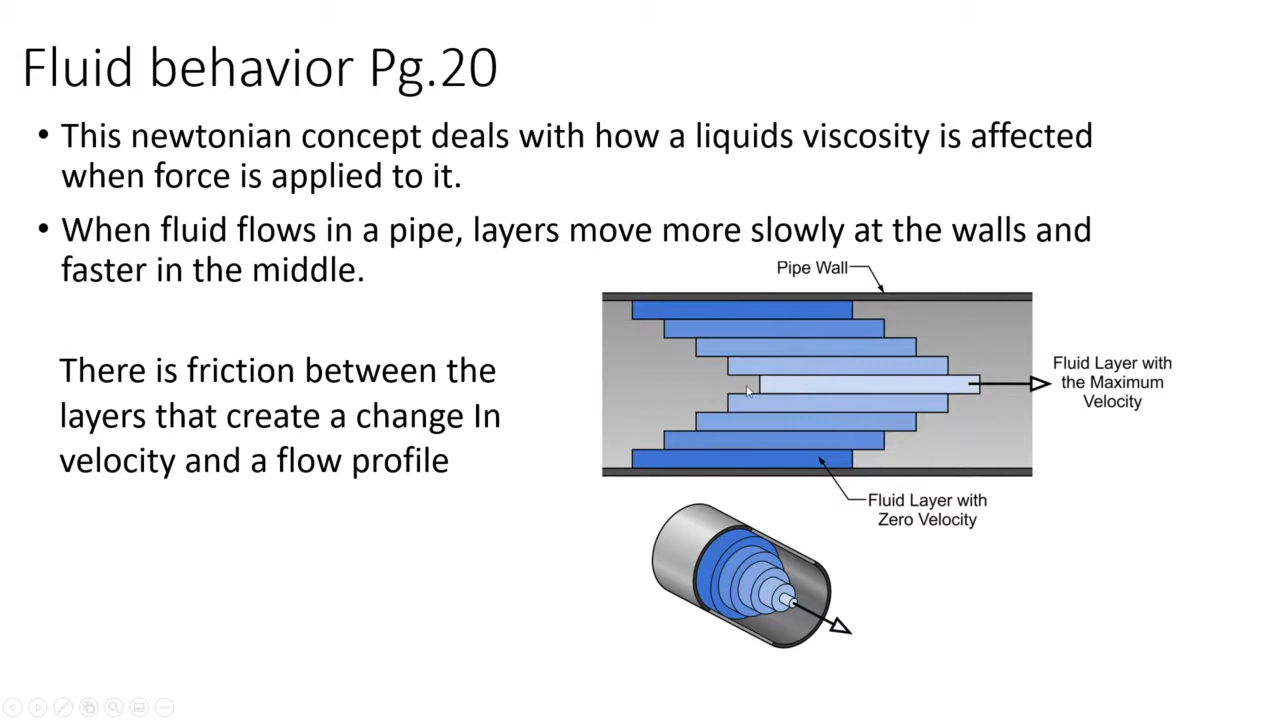 Fluid behavior Pg.20
• This newtonian concept deals with how a liquids viscosity is affected
when force is applied to it.
• When fluid flows in a pipe, layers move more slowly at the walls and
faster in the middle.
Pipe Wall
There is friction between the
layers that create a change In
velocity and a flow profile
Fluid Layer with
the Maximum
Velocity
Fluid Layer with
Zero Velocity